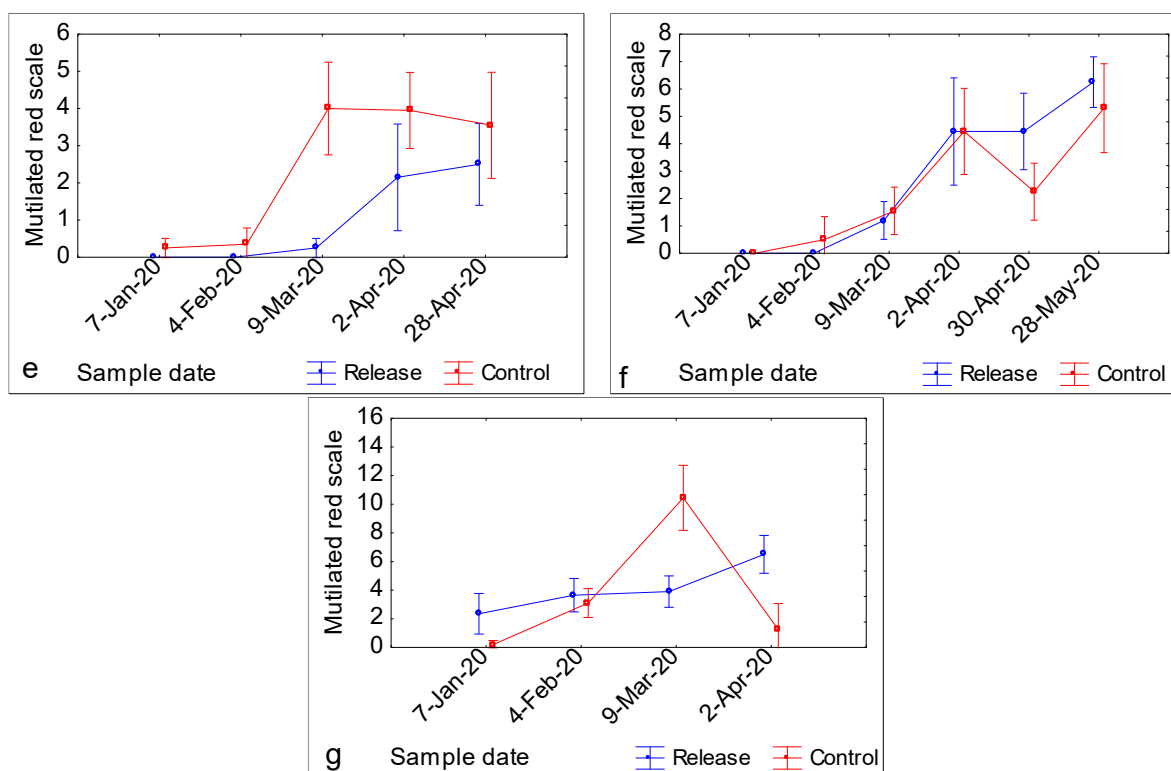 Mutilated red scale
6
5
4
3
2
1
0
7-Jan-20
4-Feb-20
9-Mar-20
2-Apr-20
28-Apr-20
e Sample date Release Control
Mutilated red scale
8
7
6
5
4
3
2
1
0
7-Jan-20
4-Feb-20
9-Mar-20
2-Apr-20
30-Apr-20
28-May-20
f Sample date Release Control
Mutilated red scale
16
14
12
10
8
6
4
2
0
7-Jan-20
4-Feb-20
9-Mar-20
2-Apr-20
g Sample date Release Control